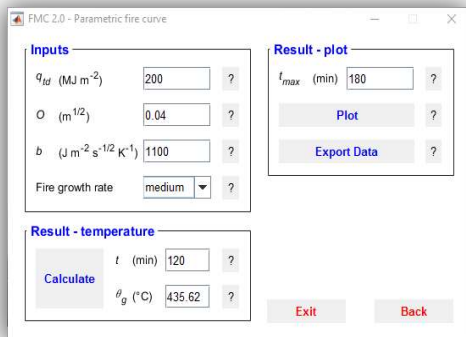 FMC 2.0 - Parametric fire curve
Inputs
q_td (MJ m^-2) 200 ?
O (m^1/2) 0.04 ?
b (J m^-2 s^-1/2 K^-1) 1100 ?
Fire growth rate medium ?
Result - temperature
Calculate
t (min) 120 ?
θ_g (°C) 435.62 ?
Result - plot
t_max (min) 180 ?
Plot ?
Export Data ?
Exit Back